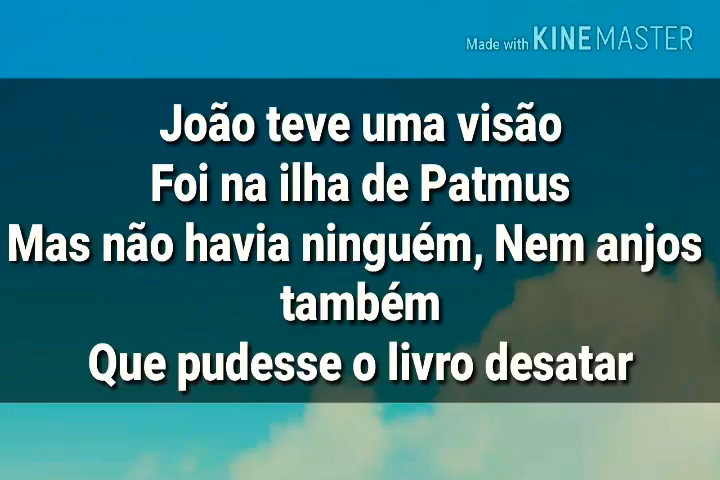 Made with KINEMASTER
João teve uma visão
Foi na ilha de Patmus
Mas não havia ninguém, Nem anjos
também
Que pudesse o livro desatar